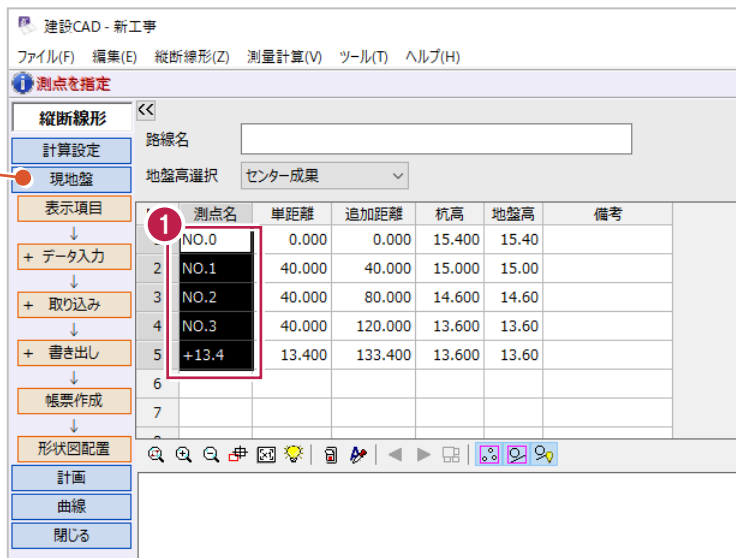 建設CAD - 新工事
ファイル(F) 編集(E) 縦断線形(Z) 測量計算(V) ツール(T) ヘルプ(H)
測点を指定
縦断線形
計算設定
現地盤
表示項目
↓
+ データ入力
↓
+ 取り込み
↓
+ 書き出し
↓
帳票作成
↓
形状図配置
計画
曲線
閉じる
<<
路線名
地盤高選択 センター成果
測点名 単距離 追加距離 杭高 地盤高 備考
1
NO.0 0.000 0.000 15.400 15.40
2 NO.1 40.000 40.000 15.000 15.00
3 NO.2 40.000 80.000 14.600 14.60
4 NO.3 40.000 120.000 13.600 13.60
5 +13.4 13.400 133.400 13.600 13.60
6
7